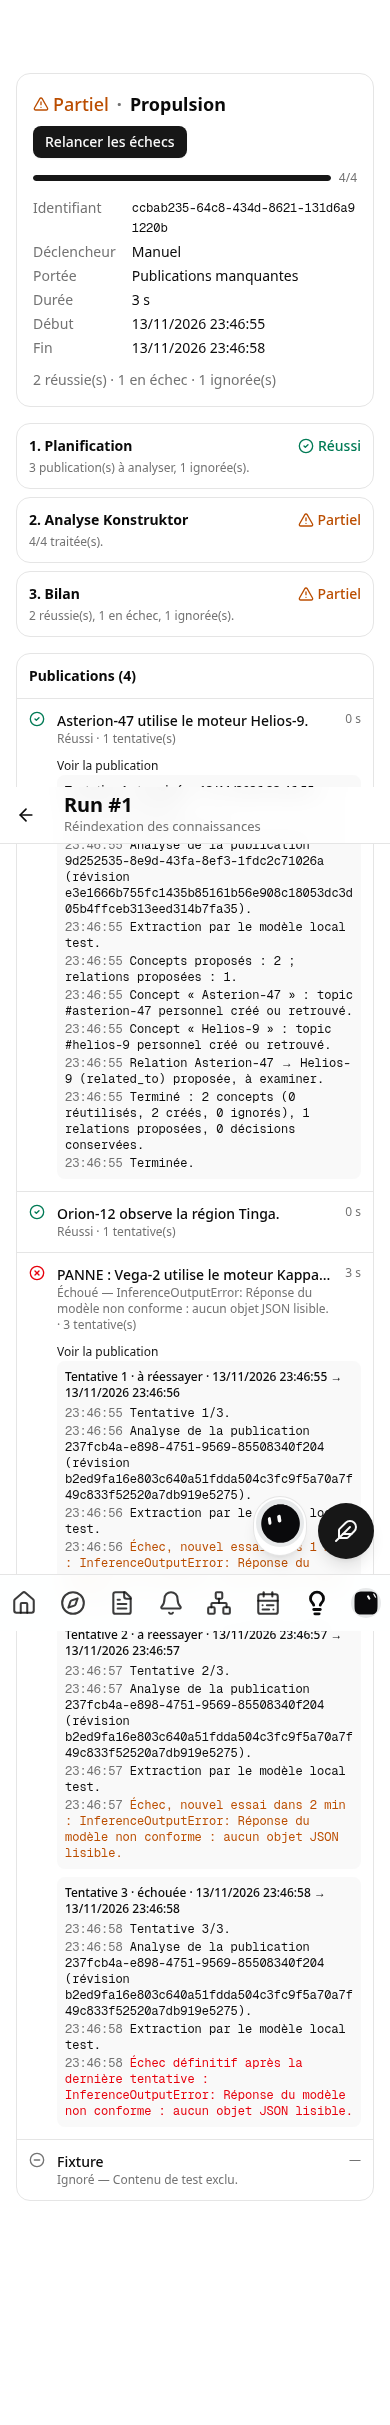 Partiel · Propulsion
Relancer les échecs
4/4
Identifiant ccbab235-64c8-434d-8621-131d6a9
1220b
Déclencheur Manuel
Portée Publications manquantes
Durée 3 s
Début 13/11/2026 23:46:55
Fin 13/11/2026 23:46:58
2 réussie(s) · 1 en échec · 1 ignorée(s)
1. Planification Réussi
3 publication(s) à analyser, 1 ignorée(s).
2. Analyse Konstruktor Partiel
4/4 traitée(s).
3. Bilan Partiel
2 réussie(s), 1 en échec, 1 ignorée(s).
Publications (4)
Asterion-47 utilise le moteur Helios-9. 0 s
Réussi · 1 tentative(s)
Voir la publication
Run #1
Réindexation des connaissances
23:46:55 Analyse de la publication
9d252535-8e9d-43fa-8ef3-1fdc2c71026a
(révision
e3e1666b755fc1435b85161b56e908c18053dc3d
05b4ffceb313eed314b7fa35).
23:46:55 Extraction par le modèle local
test.
23:46:55 Concepts proposés : 2 ;
relations proposées : 1.
23:46:55 Concept « Asterion-47 » : topic
#asterion-47 personnel créé ou retrouvé.
23:46:55 Concept « Helios-9 » : topic
#helios-9 personnel créé ou retrouvé.
23:46:55 Relation Asterion-47 → Helios-
9 (related_to) proposée, à examiner.
23:46:55 Terminé : 2 concepts (0
réutilisés, 2 créés, 0 ignorés), 1
relations proposées, 0 décisions
conservées.
23:46:55 Terminée.
Orion-12 observe la région Tinga. 0 s
Réussi · 1 tentative(s)
PANNE : Vega-2 utilise le moteur Kappa... 3 s
Échoué — InferenceOutputError: Réponse du
modèle non conforme : aucun objet JSON lisible.
· 3 tentative(s)
Voir la publication
Tentative 1 · à réessayer · 13/11/2026 23:46:55 →
13/11/2026 23:46:56
23:46:55 Tentative 1/3.
23:46:56 Analyse de la publication
237fcb4a-e898-4751-9569-85508340f204
(révision
b2ed9fa16e803c640a51fdda504c3fc9f5a70a7f
49c833f52520a7db919e5275).
23:46:56 Extraction par le
test.
23:46:56 Échec, nouvel 1
: InferenceOutputError: Réponse du
Tentative 2 · à réessayer · 13/11/2026 23:46:57 →
13/11/2026 23:46:57
23:46:57 Tentative 2/3.
23:46:57 Analyse de la publication
237fcb4a-e898-4751-9569-85508340f204
(révision
b2ed9fa16e803c640a51fdda504c3fc9f5a70a7f
49c833f52520a7db919e5275).
23:46:57 Extraction par le modèle local
test.
23:46:57 Échec, nouvel essai dans 2 min
: InferenceOutputError: Réponse du
modèle non conforme : aucun objet JSON
lisible.
Tentative 3 · échouée · 13/11/2026 23:46:58 →
13/11/2026 23:46:58
23:46:58 Tentative 3/3.
23:46:58 Analyse de la publication
237fcb4a-e898-4751-9569-85508340f204
(révision
b2ed9fa16e803c640a51fdda504c3fc9f5a70a7f
49c833f52520a7db919e5275).
23:46:58 Extraction par le modèle local
test.
23:46:58 Échec définitif après la
dernière tentative :
InferenceOutputError: Réponse du modèle
non conforme : aucun objet JSON lisible.
Fixture —
Ignoré — Contenu de test exclu.